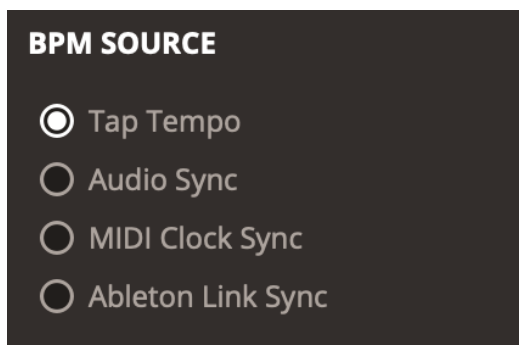 BPM SOURCE
Tap Tempo
Audio Sync
MIDI Clock Sync
Ableton Link Sync